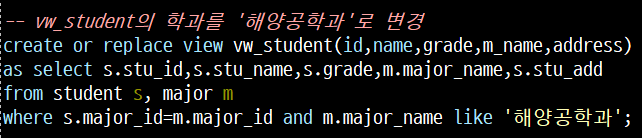 -- vw_student의 학과를 '해양공학과'로 변경
create or replace view vw_student(id,name,grade,m_name,address)
as select s.stu_id,s.stu_name,s.grade,m.major_name,s.stu_add
from student s, major m
where s.major_id=m.major_id and m.major_name like '해양공학과';